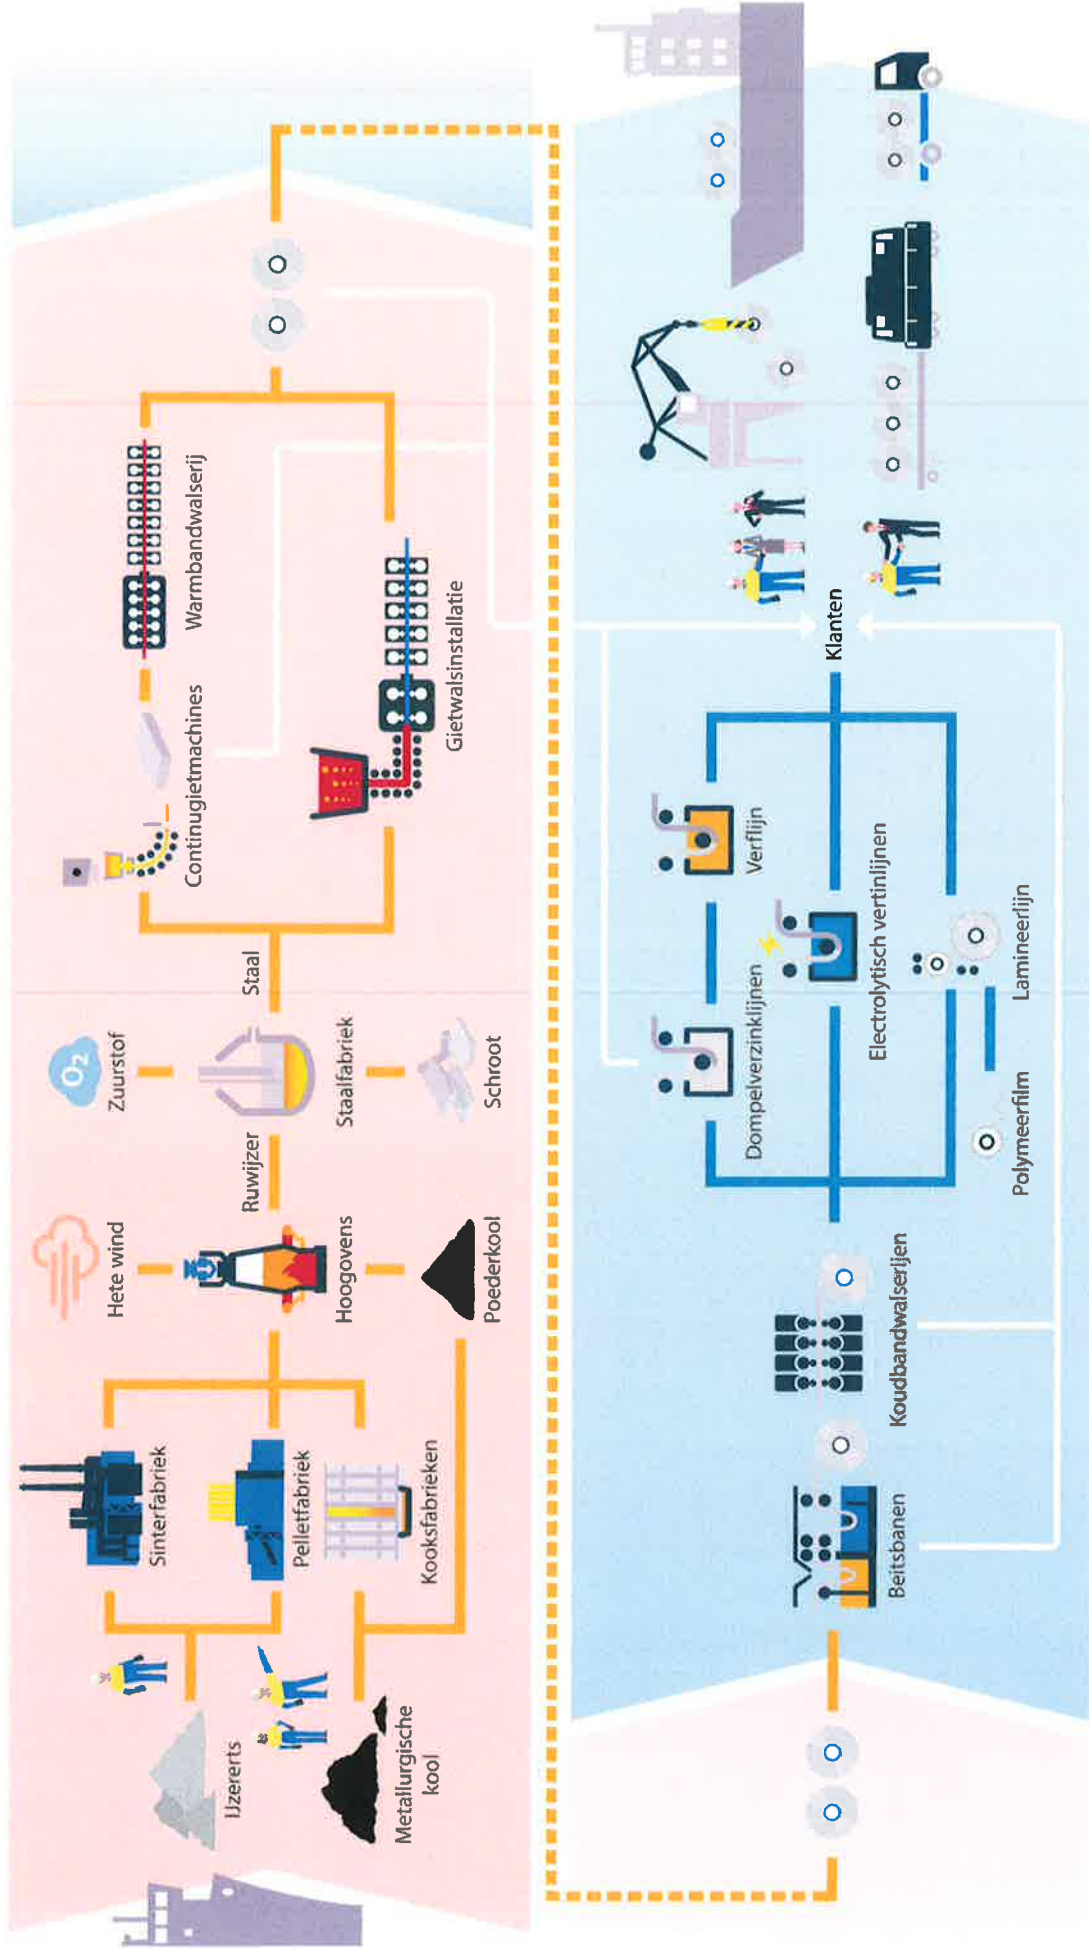 IJzererts
Metallurgische
kool
Sinterfabriek
Pelletfabriek
Kooksfabrieken
Hete wind
Hoogovens
Poederkool
Ruwijzer
O2
Zuurstof
Staalfabriek
Schroot
Staal
Continugietmachines
Warmbandwalserij
Gietwalsinstallatie
Beitsbanen
Koudbandwalserijen
Dompelverzinklijnen
Verflijn
Electrolytisch vertinlijnen
Polymeerfilm
Lamineerlijn
Klanten